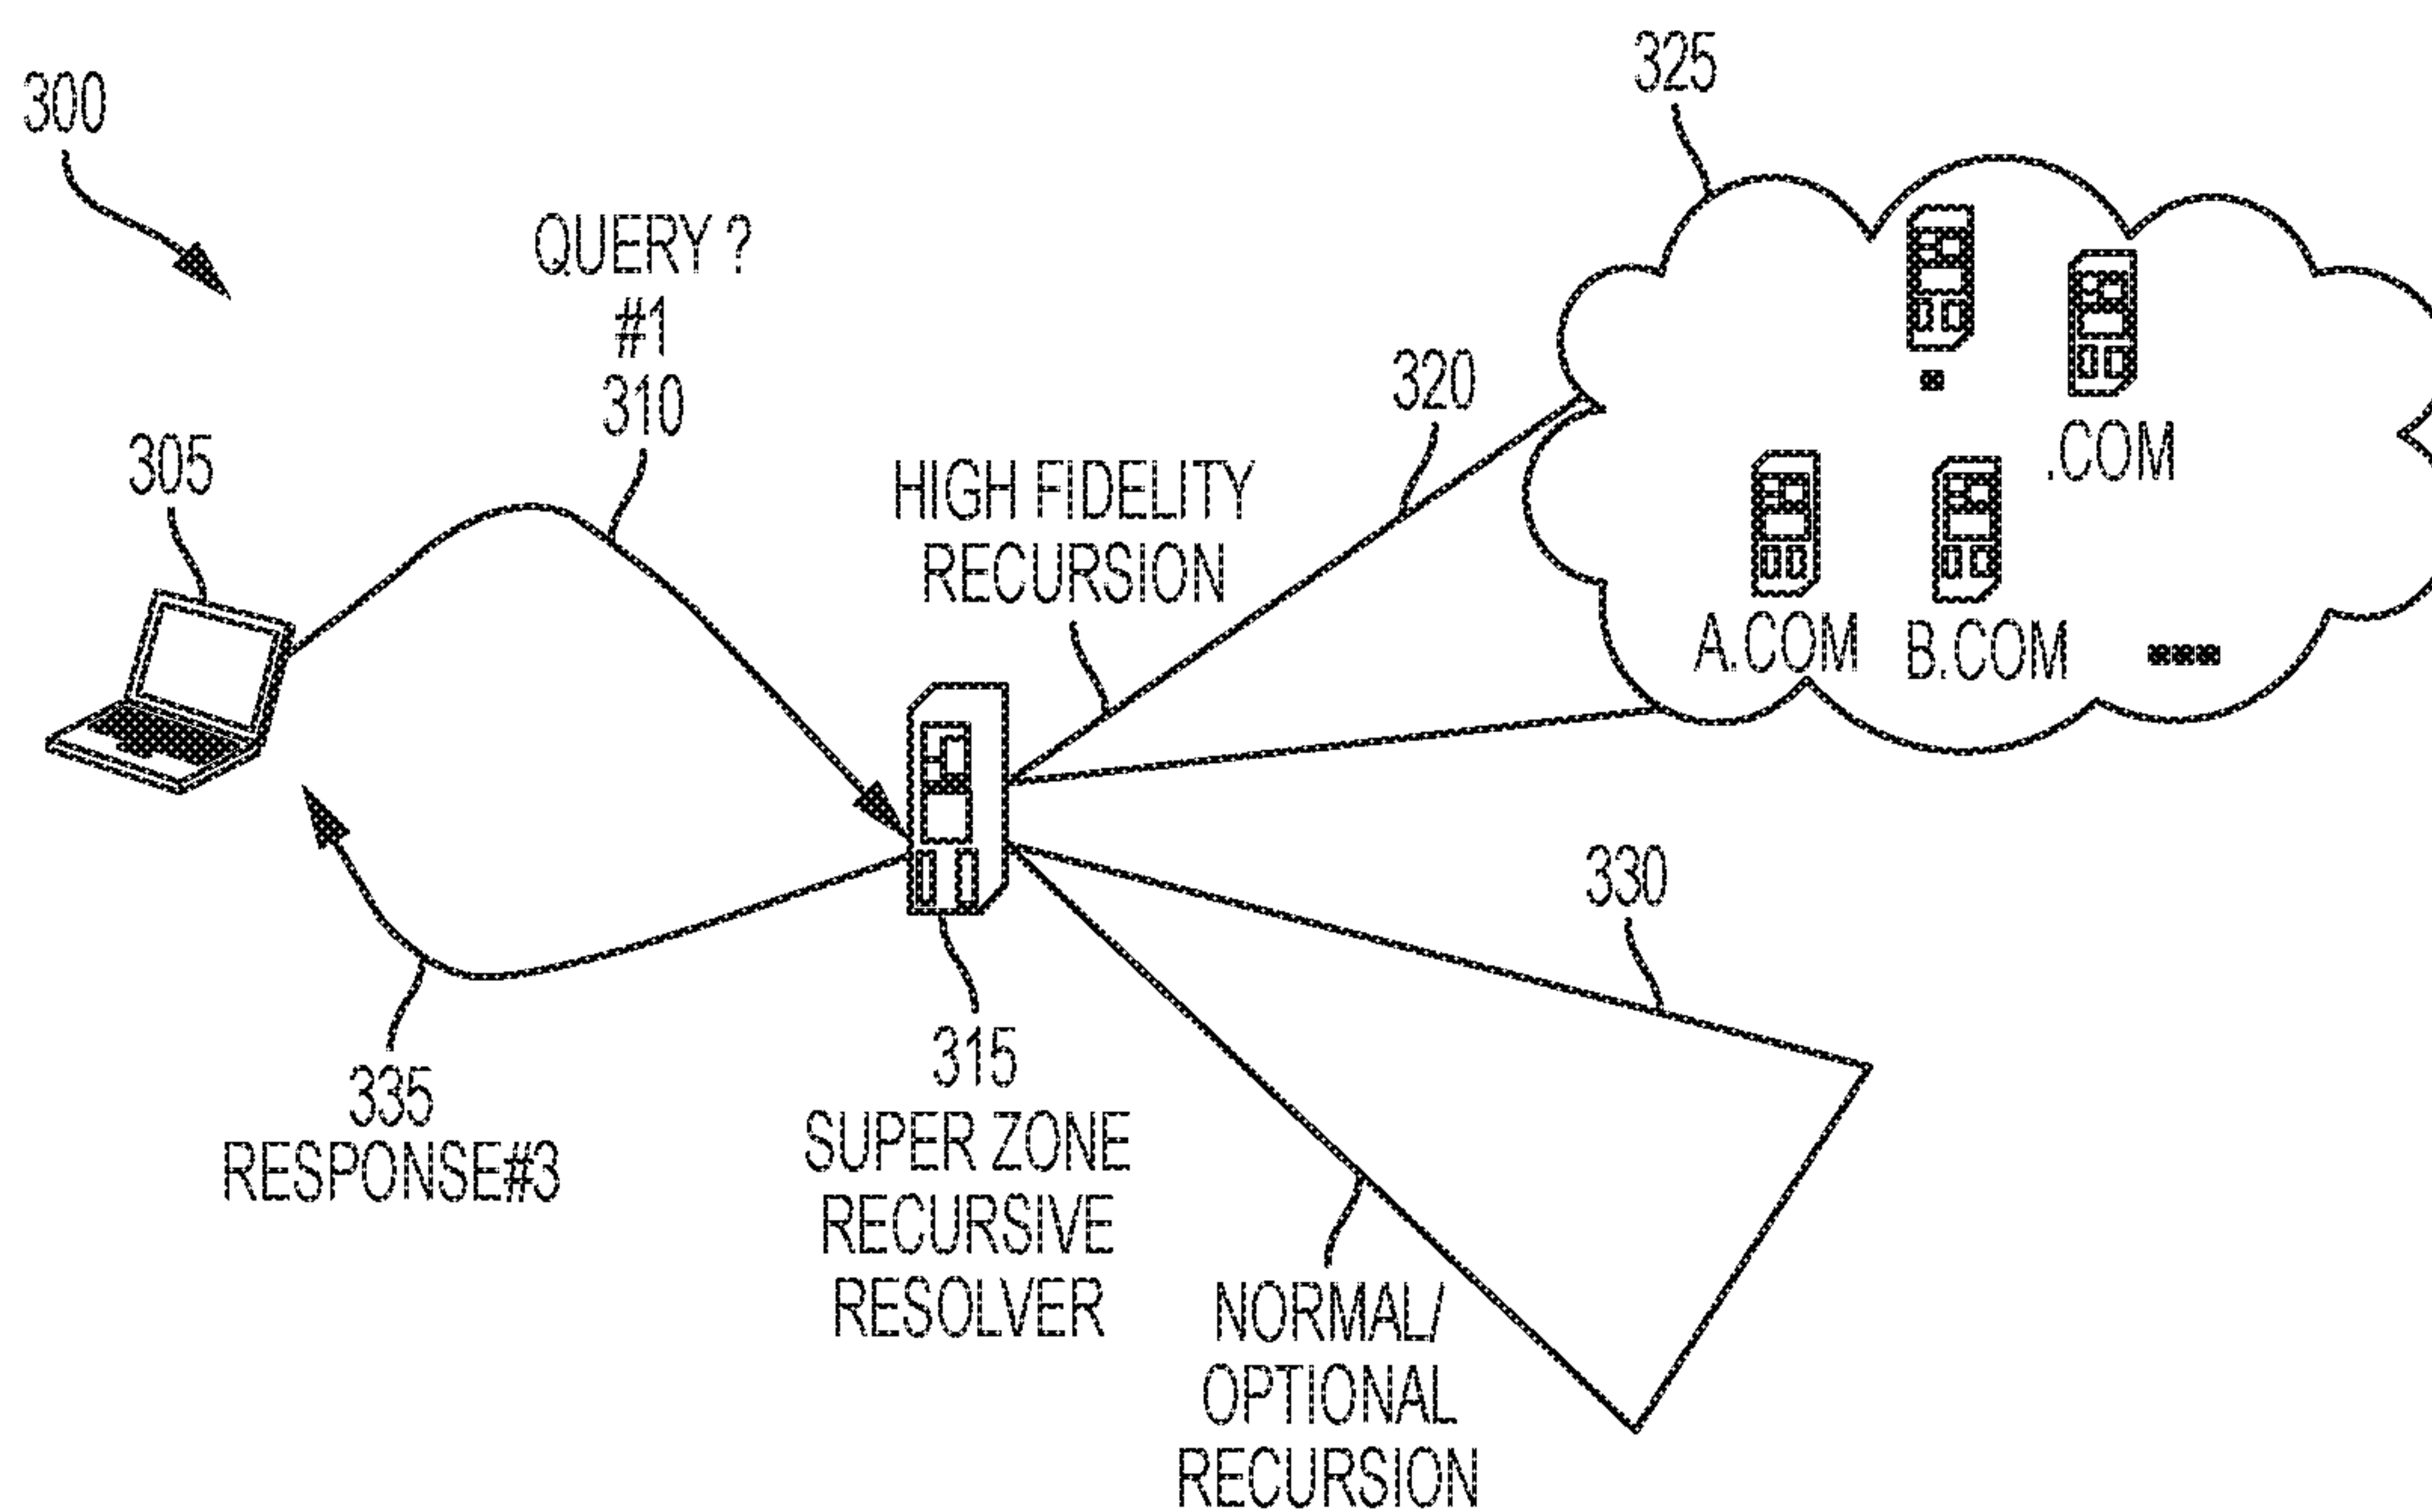 300
325
QUERY ?
#1
310
305
320
HIGH FIDELITY
RECURSION
.
.COM
A.COM
B.COM
...
330
335
RESPONSE#3
315
SUPER ZONE
RECURSIVE
RESOLVER
NORMAL/
OPTIONAL
RECURSION